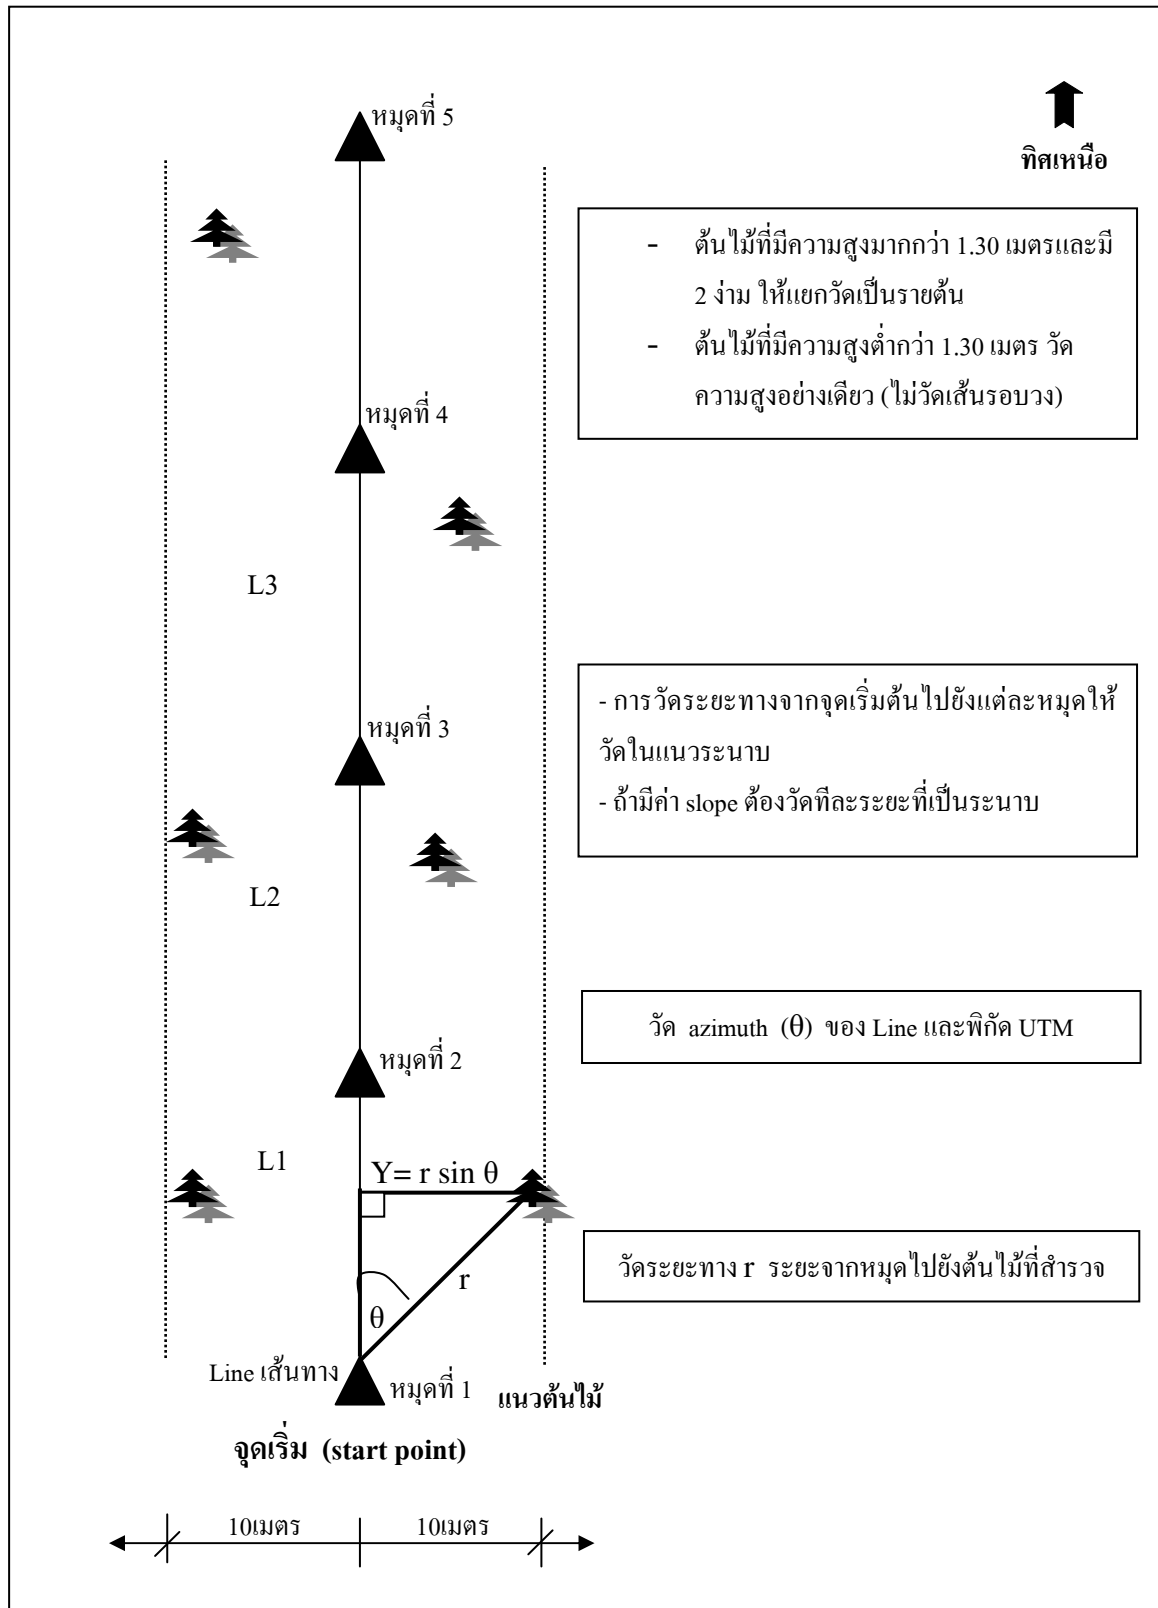 หมุดที่ 5
ทิศเหนือ
- ต้นไม้ที่มีความสูงมากกว่า 1.30 เมตรและมี
2 ง่าม ให้แยกวัดเป็นรายต้น
- ต้นไม้ที่มีความสูงต่ำกว่า 1.30 เมตร วัด
ความสูงอย่างเดียว (ไม่วัดเส้นรอบวง)
หมุดที่ 4
L3
- การวัดระยะทางจากจุดเริ่มต้นไปยังแต่ละหมุดให้
วัดในแนวระนาบ
- ถ้ามีค่า slope ต้องวัดทีละระยะที่เป็นระนาบ
หมุดที่ 3
L2
วัด azimuth (θ) ของ Line และพิกัด UTM
หมุดที่ 2
L1
Y= r sin θ
วัดระยะทาง r ระยะจากหมุดไปยังต้นไม้ที่สำรวจ
r
θ
Line เส้นทาง
หมุดที่ 1
แนวต้นไม้
จุดเริ่ม (start point)
10เมตร
10เมตร